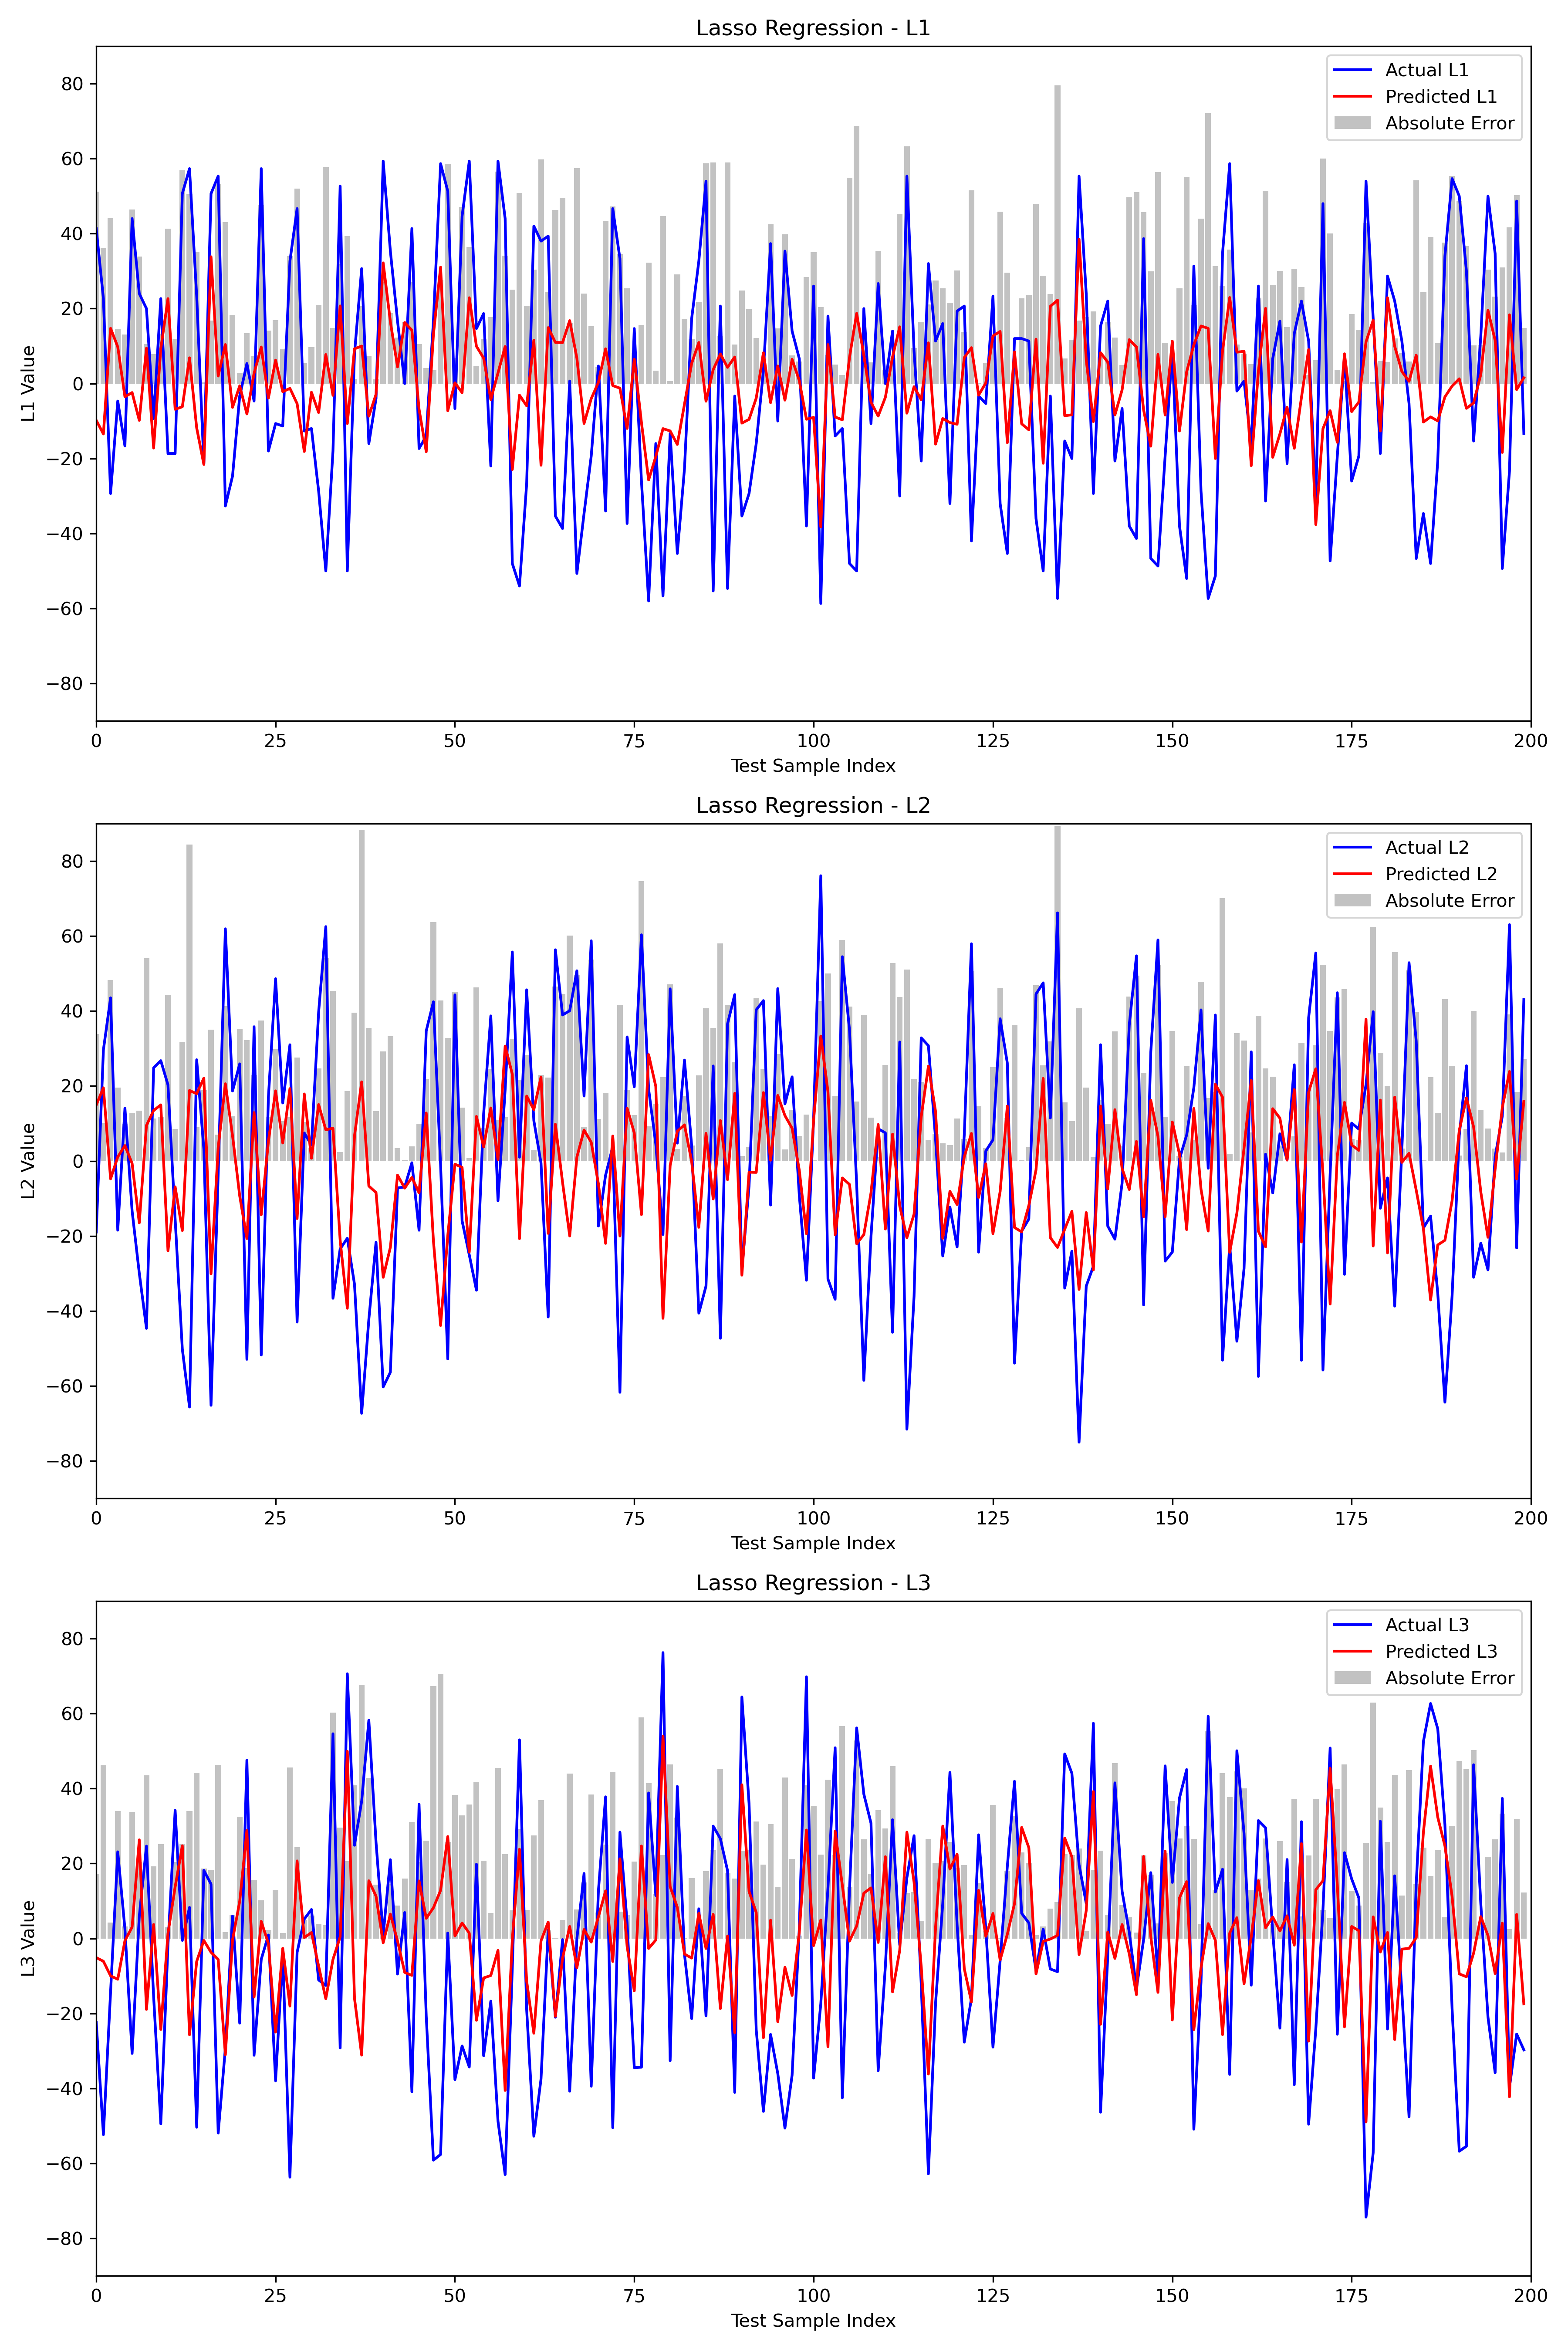 Lasso Regression - L1
Actual L1
Predicted L1
Absolute Error
80
60
40
20
0
−20
−40
−60
−80
L1 Value
0 25 50 75 100 125 150 175 200
Test Sample Index
Lasso Regression - L2
Actual L2
Predicted L2
Absolute Error
80
60
40
20
0
−20
−40
−60
−80
L2 Value
0 25 50 75 100 125 150 175 200
Test Sample Index
Lasso Regression - L3
Actual L3
Predicted L3
Absolute Error
80
60
40
20
0
−20
−40
−60
−80
L3 Value
0 25 50 75 100 125 150 175 200
Test Sample Index